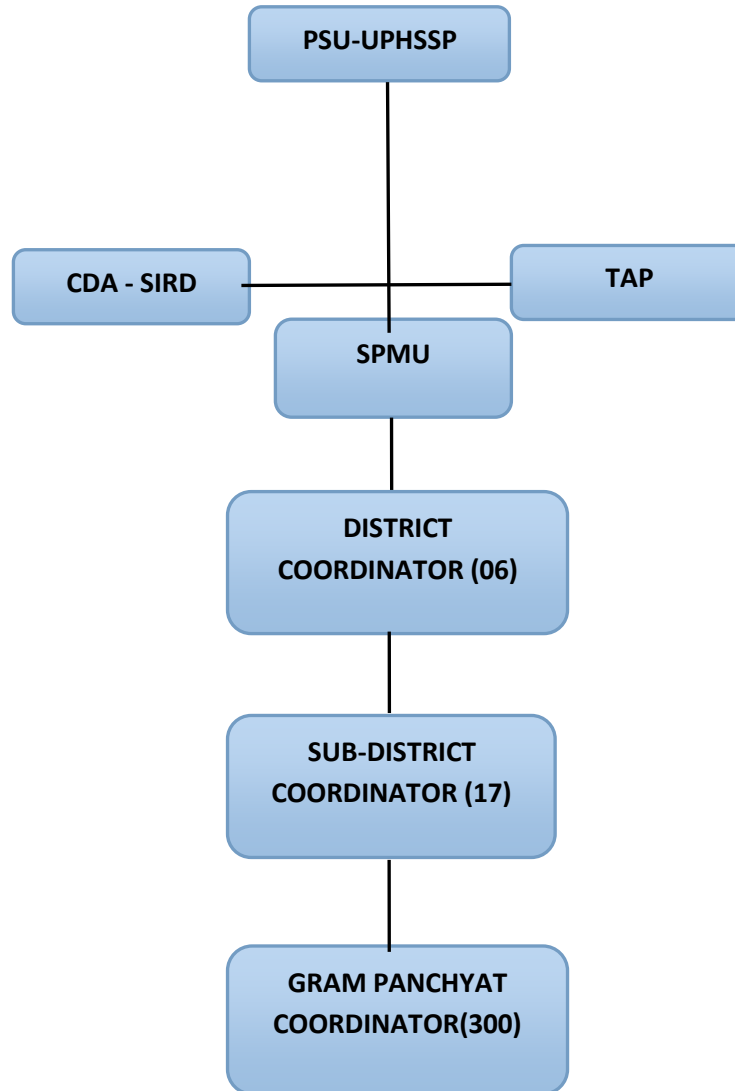 PSU-UPHSSP
CDA - SIRD
TAP
SPMU
DISTRICT
COORDINATOR (06)
SUB-DISTRICT
COORDINATOR (17)
GRAM PANCHYAT
COORDINATOR(300)